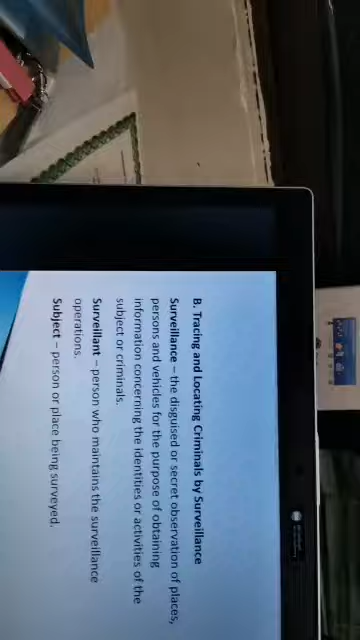 B. Tracing and Locating Criminals by Surveillance
Surveillance – the disguised or secret observation of places,
persons and vehicles for the purpose of obtaining
information concerning the identities or activities of the
subject or criminals.
Surveillant – person who maintains the surveillance
operations.
Subject – person or place being surveyed.